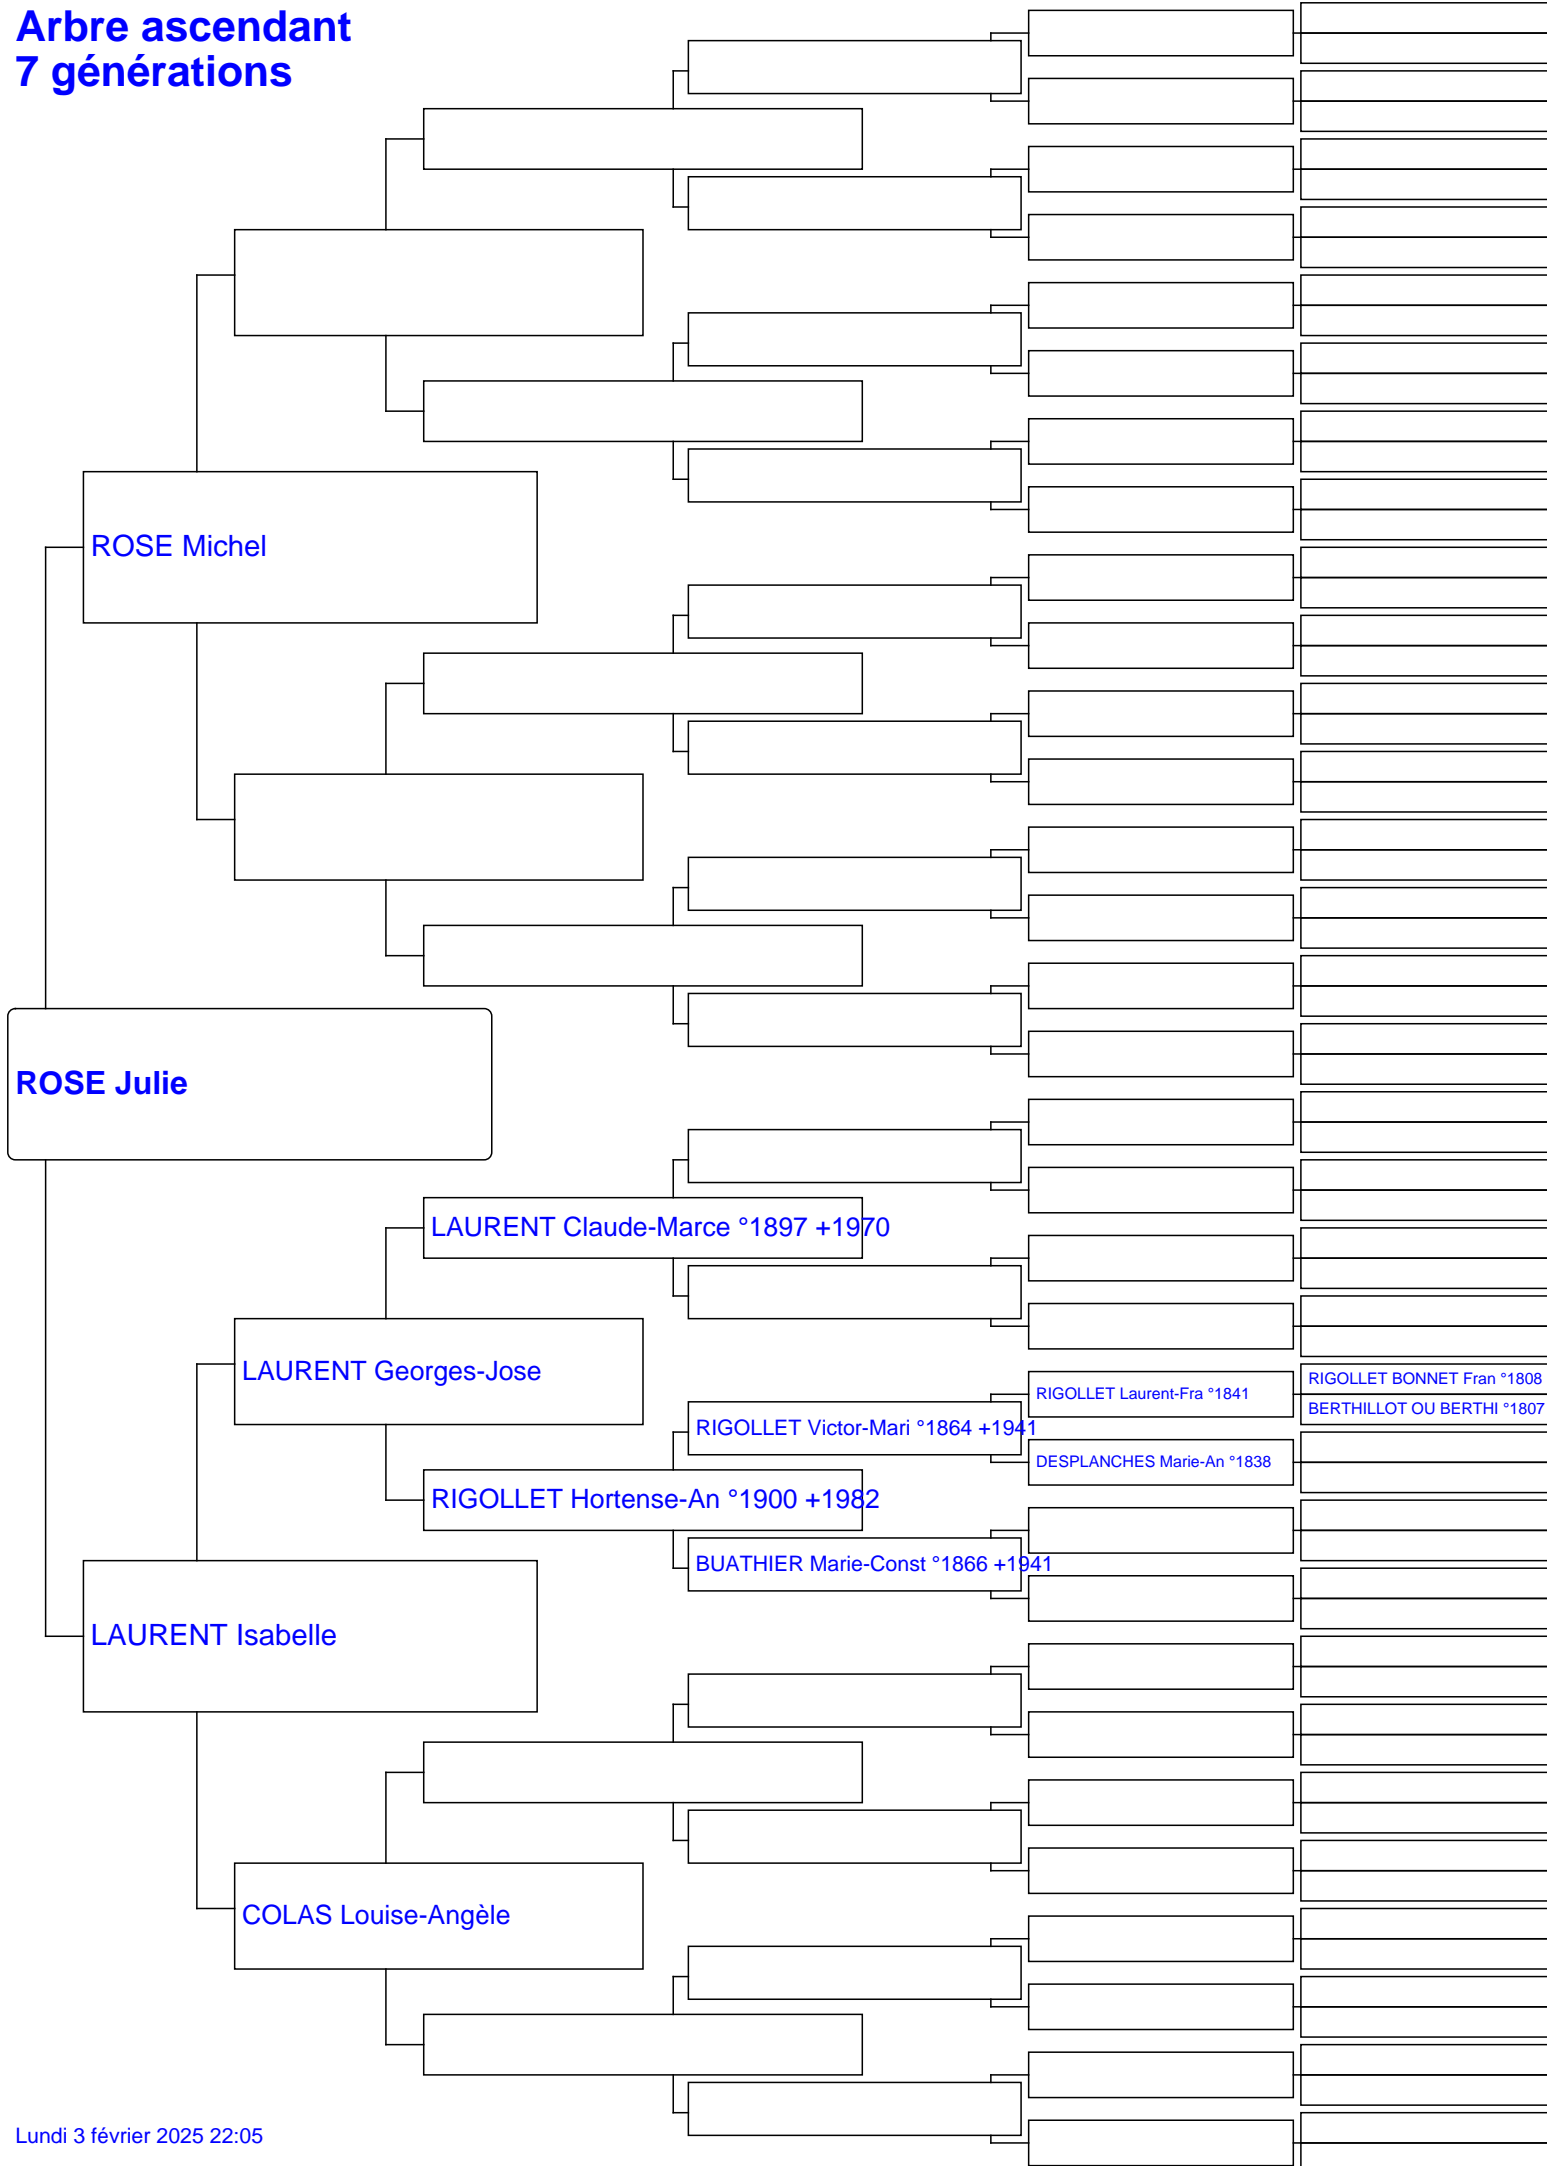 Arbre ascendant
7 générations
ROSE Michel
ROSE Julie
LAURENT Claude-Marce °1897 +1970
LAURENT Georges-Jose
RIGOLLET BONNET Fran °1808
RIGOLLET Laurent-Fra °1841
BERTHILLOT OU BERTHI °1807
RIGOLLET Victor-Mari °1864 +1941
DESPLANCHES Marie-An °1838
RIGOLLET Hortense-An °1900 +1982
BUATHIER Marie-Const °1866 +1941
LAURENT Isabelle
COLAS Louise-Angèle
Lundi 3 février 2025 22:05